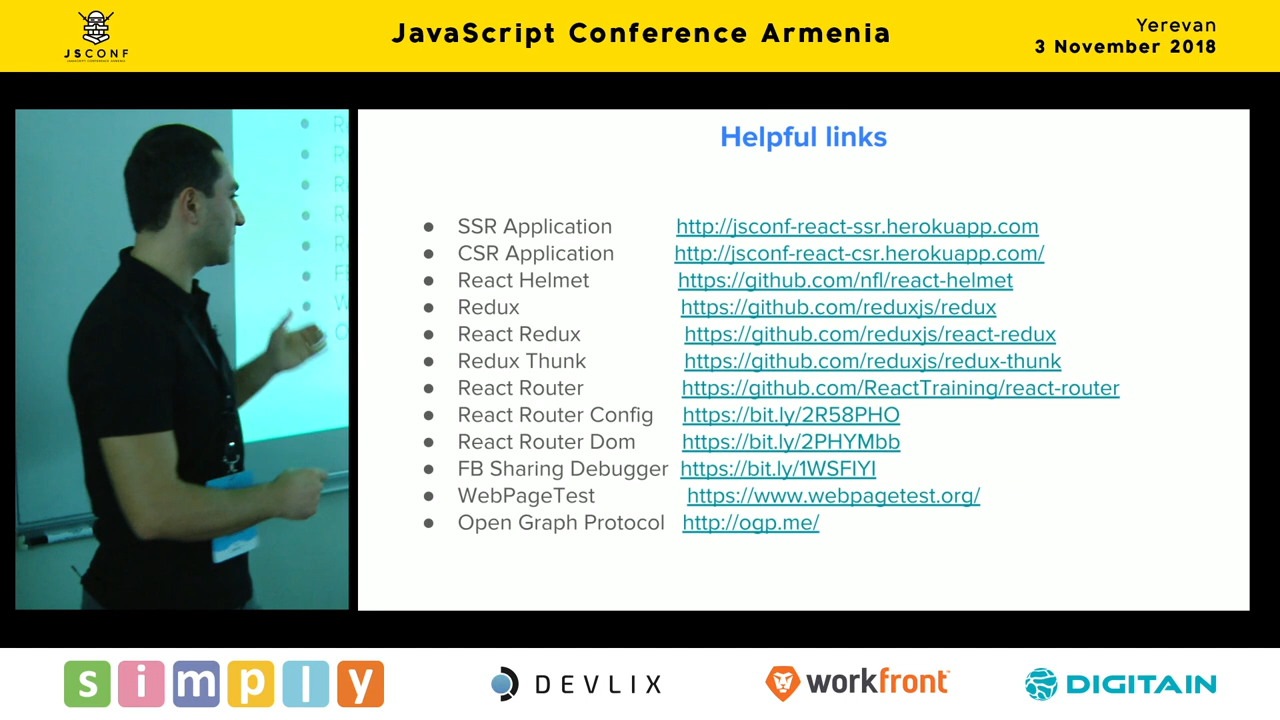 JSCONF
JAVASCRIPT CONFERENCE ARMENIA
JavaScript Conference Armenia
Yerevan
3 November 2018
Helpful links
● SSR Application http://jsconf-react-ssr.herokuapp.com
● CSR Application http://jsconf-react-csr.herokuapp.com/
● React Helmet https://github.com/nfl/react-helmet
● Redux https://github.com/reduxjs/redux
● React Redux https://github.com/reduxjs/react-redux
● Redux Thunk https://github.com/reduxjs/redux-thunk
● React Router https://github.com/ReactTraining/react-router
● React Router Config https://bit.ly/2R58PHO
● React Router Dom https://bit.ly/2PHYMbb
● FB Sharing Debugger https://bit.ly/1WSFlYI
● WebPageTest https://www.webpagetest.org/
● Open Graph Protocol http://ogp.me/
simply
DEVLIX
workfront
DIGITAIN